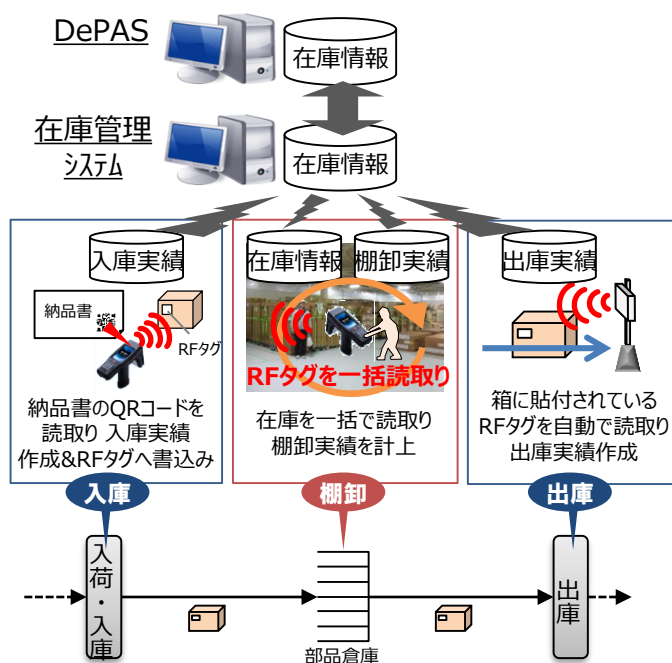 DePAS
在庫情報
在庫管理
システム
在庫情報
入庫実績
納品書
RFタグ
納品書のQRコードを
読取り 入庫実績
作成&RFタグへ書込み
在庫情報
棚卸実績
RFタグを一括読取り
在庫を一括で読取り
棚卸実績を計上
出庫実績
箱に貼付されている
RFタグを自動で読取り
出庫実績作成
入庫
棚卸
出庫
入荷・入庫
部品倉庫
出庫